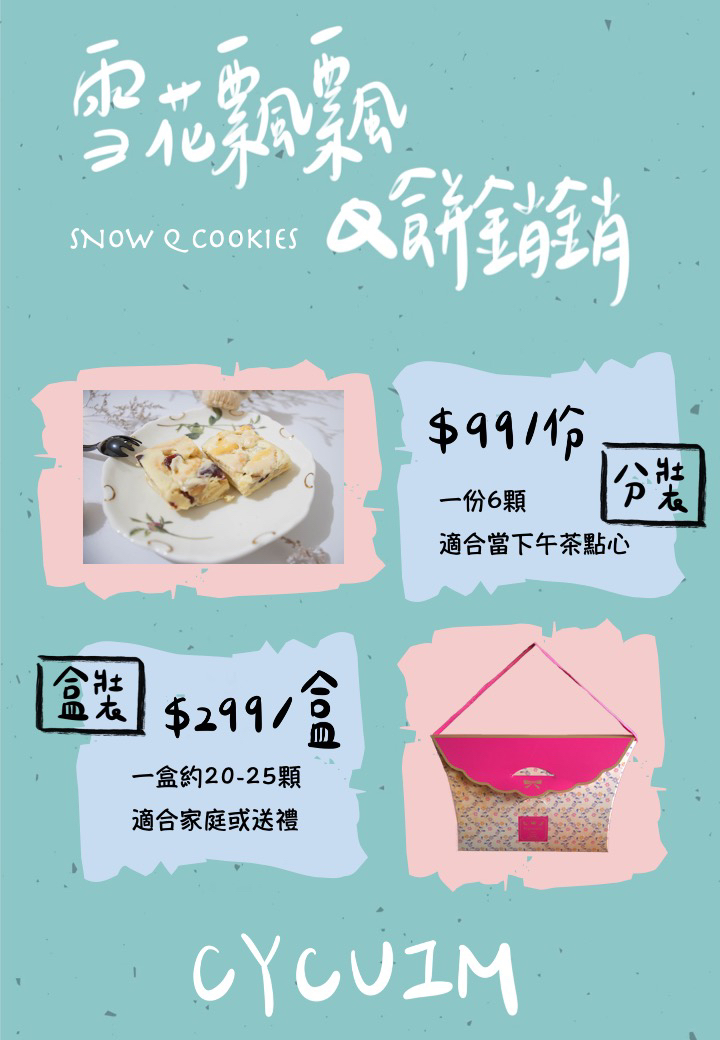 雪花飄飄
Q餅銷銷
SNOW Q COOKIES
$99/份
分裝
一份6顆
適合當下午茶點心
盒裝
$299/盒
一盒約20-25顆
適合家庭或送禮
CYCUIM